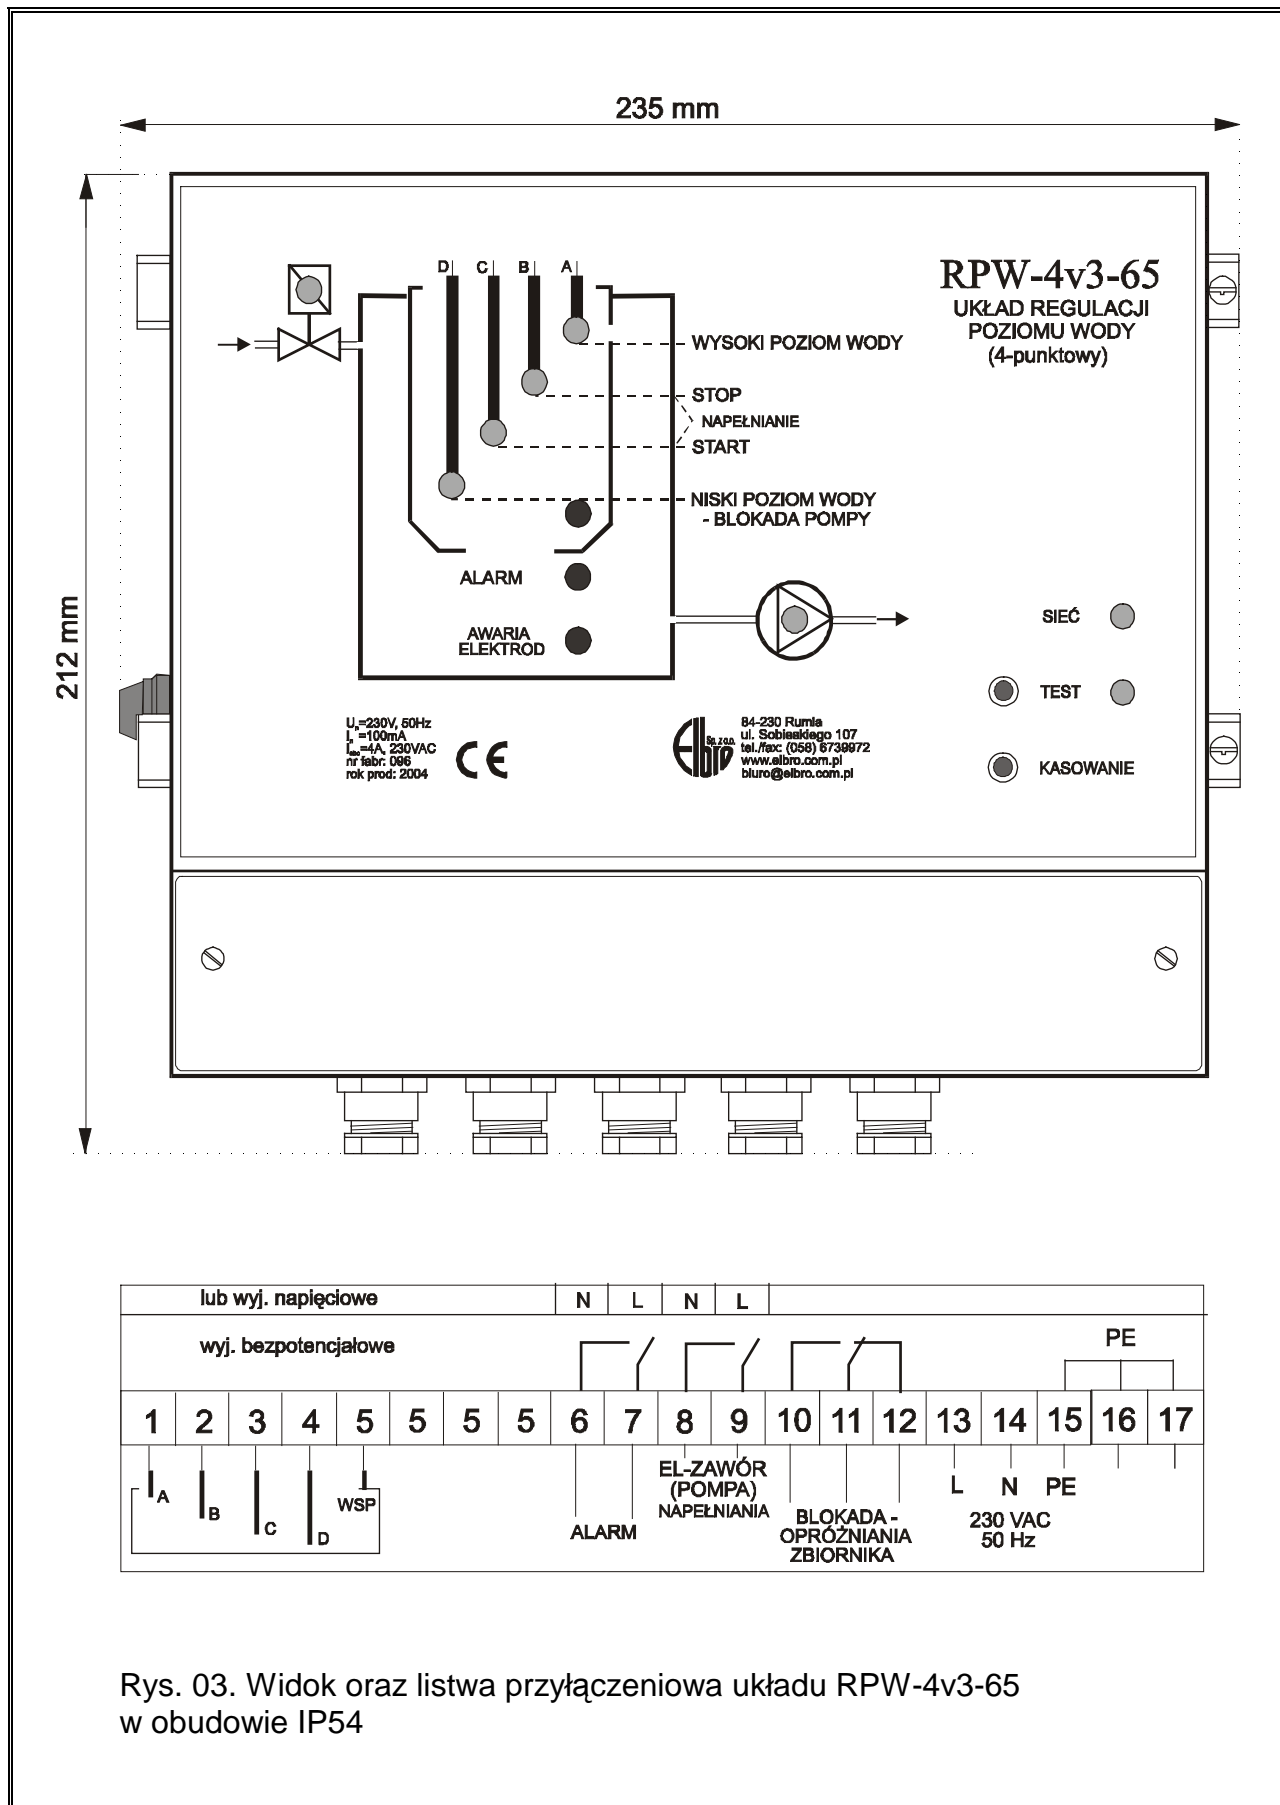 235 mm
212 mm
D C B A
RPW-4v3-65
UKŁAD REGULACJI
POZIOMU WODY
(4-punktowy)
WYSOKI POZIOM WODY
STOP
NAPEŁNIANIE
START
NISKI POZIOM WODY
- BLOKADA POMPY
ALARM
AWARIA
ELEKTROD
SIEĆ
TEST
KASOWANIE
Uₙ=230V, 50Hz
Iₙ=100mA
=4A, 230VAC
nr fabr: 096
rok prod: 2004
CE
Elbro Sp. z o.o.
84-230 Rumia
ul. Sobieskiego 107
tel./fax: (058) 6739972
www.elbro.com.pl
biuro@elbro.com.pl
lub wyj. napięciowe N L N L
wyj. bezpotencjałowe PE
1 2 3 4 5 5 5 5 6 7 8 9 10 11 12 13 14 15 16 17
A B C D WSP
ALARM
EL-ZAWÓR
(POMPA)
NAPEŁNIANIA
BLOKADA -
OPRÓŻNIANIA
ZBIORNIKA
L N PE
230 VAC
50 Hz
Rys. 03. Widok oraz listwa przyłączeniowa układu RPW-4v3-65
w obudowie IP54